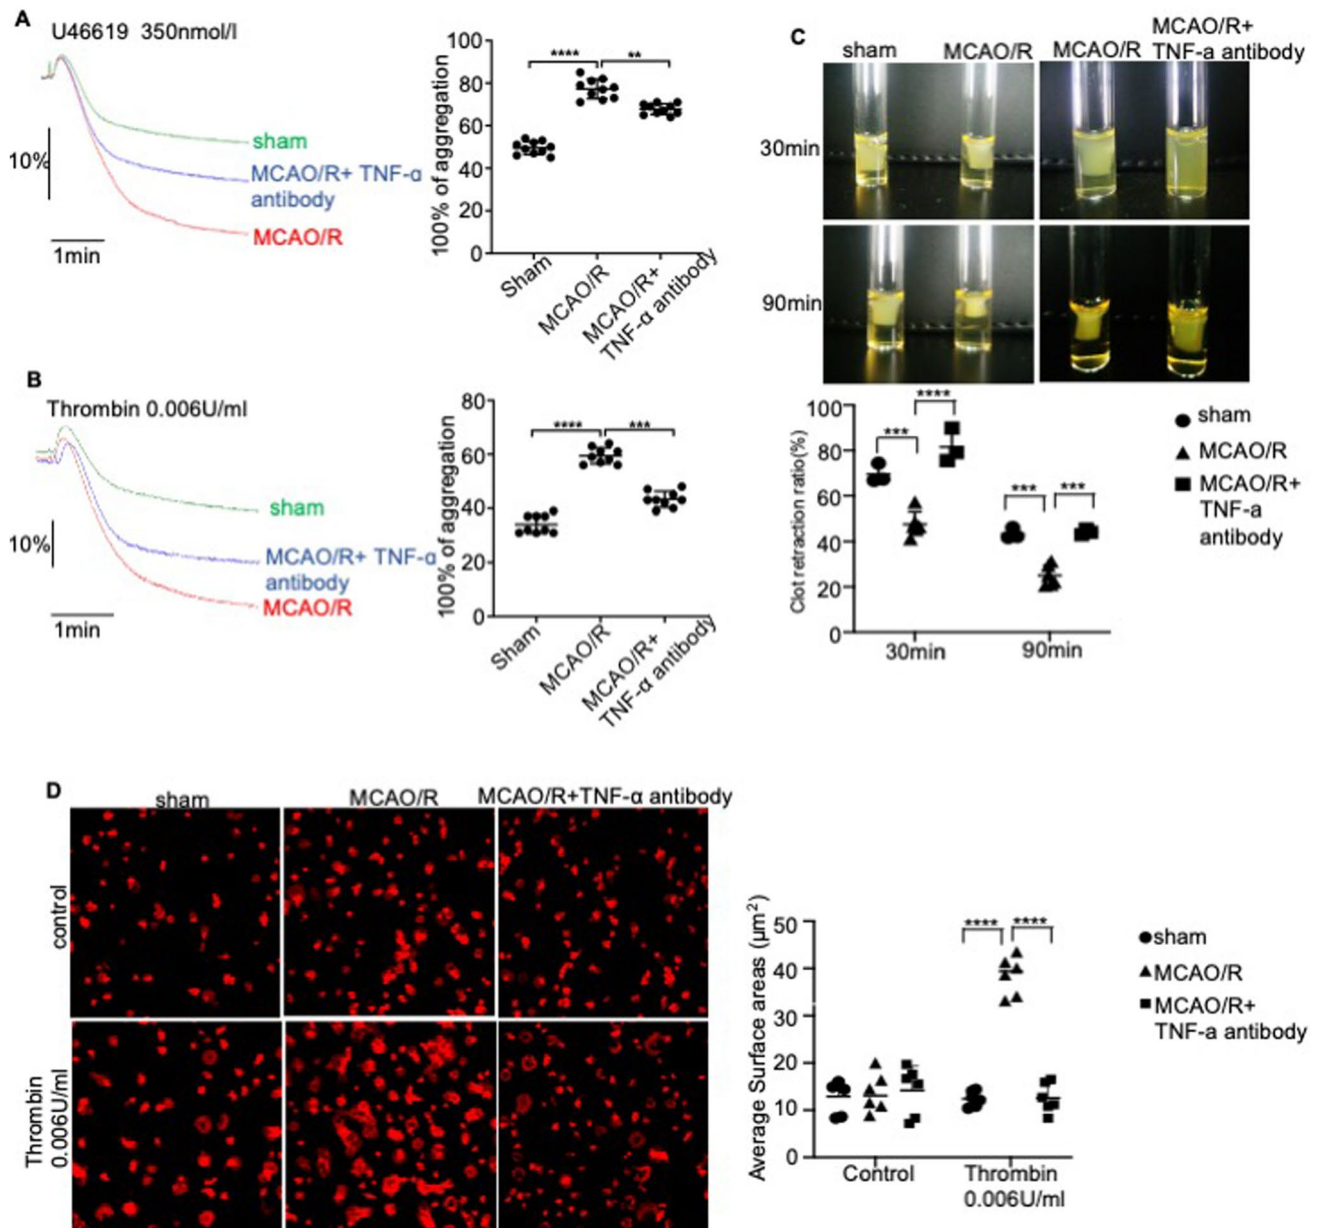 A
U46619 350nmol/l
sham
MCAO/R+ TNF-α
antibody
MCAO/R
10%
1min
100% of aggregation
100
80
60
40
20
0
****
**
Sham
MCAO/R
MCAO/R+
TNF-α antibody
B
Thrombin 0.006U/ml
sham
MCAO/R+ TNF-α
antibody
MCAO/R
10%
1min
100% of aggregation
80
60
40
20
0
****
***
Sham
MCAO/R
MCAO/R+
TNF-α antibody
C
sham
MCAO/R
MCAO/R
MCAO/R+
TNF-a antibody
30min
90min
Clot retraction ratio(%)
100
80
60
40
20
0
***
****
***
***
30min
90min
sham
MCAO/R
MCAO/R+
TNF-a
antibody
D
sham
MCAO/R
MCAO/R+TNF-α antibody
control
Thrombin
0.006U/ml
Average Surface areas (μm²)
50
40
30
20
10
0
****
****
Control
Thrombin
0.006U/ml
sham
MCAO/R
MCAO/R+
TNF-a antibody